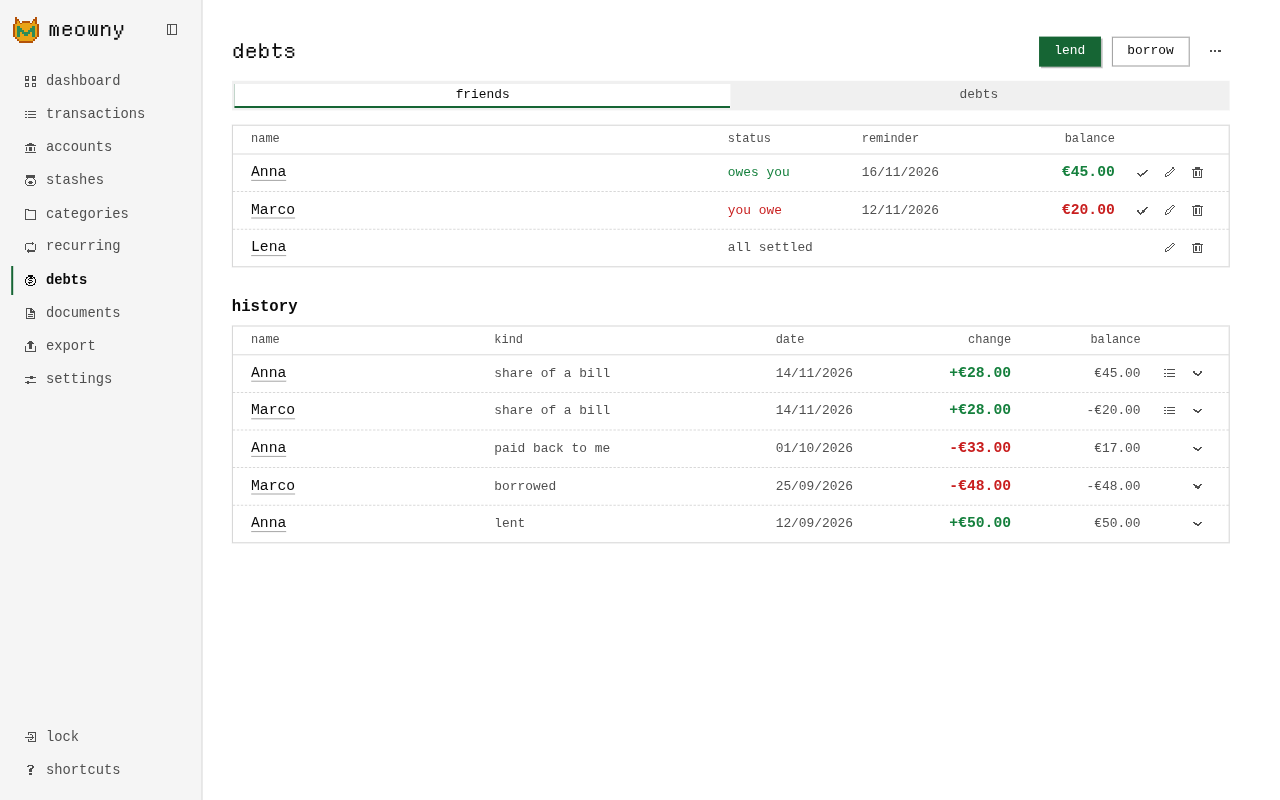 meowny
dashboard
transactions
accounts
stashes
categories
recurring
debts
documents
export
settings
lock
shortcuts
debts
lend borrow
friends debts
name status reminder balance
Anna owes you 16/11/2026 €45.00
Marco you owe 12/11/2026 €20.00
Lena all settled
history
name kind date change balance
Anna share of a bill 14/11/2026 +€28.00 €45.00
Marco share of a bill 14/11/2026 +€28.00 -€20.00
Anna paid back to me 01/10/2026 -€33.00 €17.00
Marco borrowed 25/09/2026 -€48.00 -€48.00
Anna lent 12/09/2026 +€50.00 €50.00